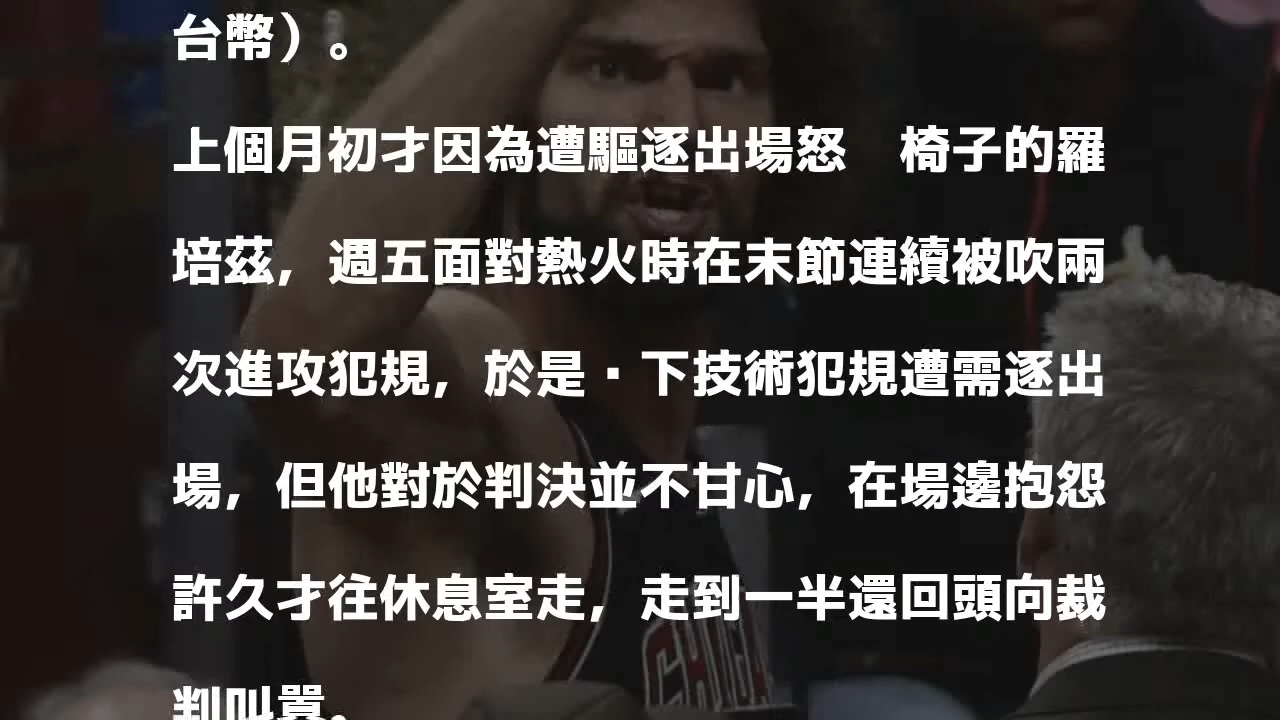 台幣）。
上個月初才因為遭驅逐出場怒　椅子的羅
培茲，週五面對熱火時在末節連續被吹兩
次進攻犯規，於是▪下技術犯規遭需逐出
場，但他對於判決並不甘心，在場邊抱怨
許久才往休息室走，走到一半還回頭向裁
判叫囂。
CHICA